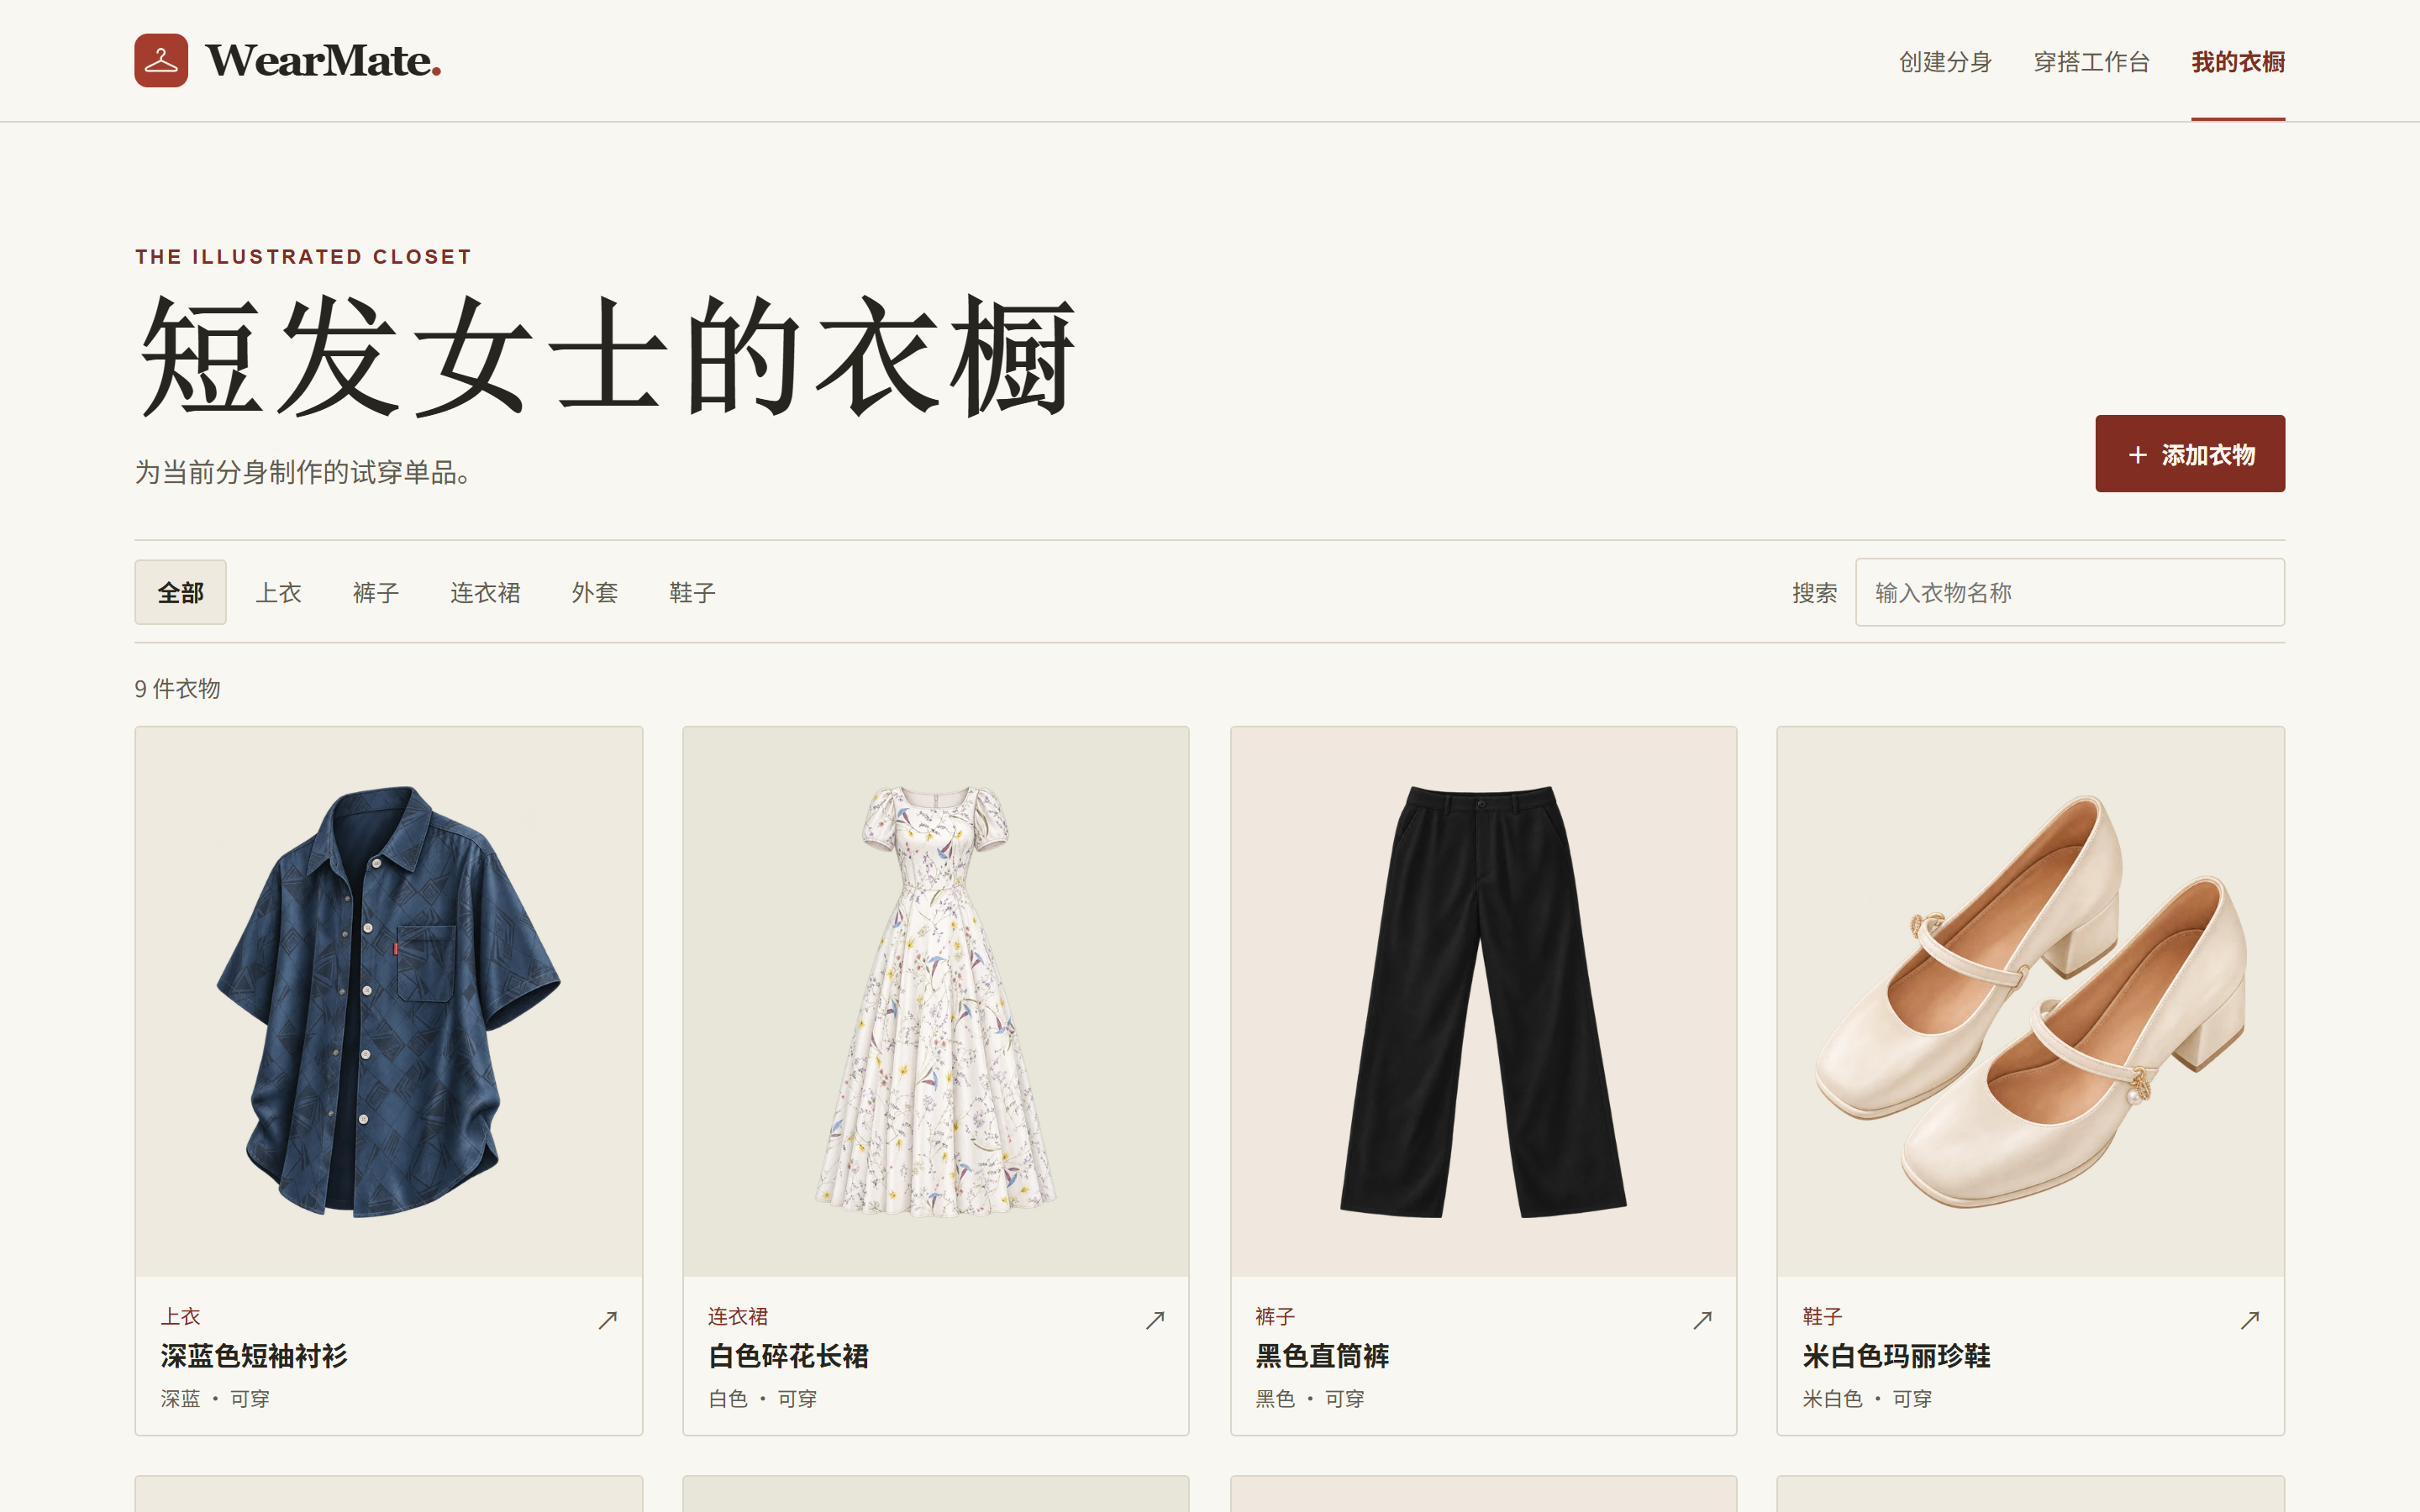 WearMate.
创建分身 穿搭工作台 我的衣橱
THE ILLUSTRATED CLOSET
短发女士的衣橱
为当前分身制作的试穿单品。
＋ 添加衣物
全部 上衣 裤子 连衣裙 外套 鞋子
搜索 输入衣物名称
9 件衣物
上衣 ↗
深蓝色短袖衬衫
深蓝 · 可穿
连衣裙 ↗
白色碎花长裙
白色 · 可穿
裤子 ↗
黑色直筒裤
黑色 · 可穿
鞋子 ↗
米白色玛丽珍鞋
米白色 · 可穿